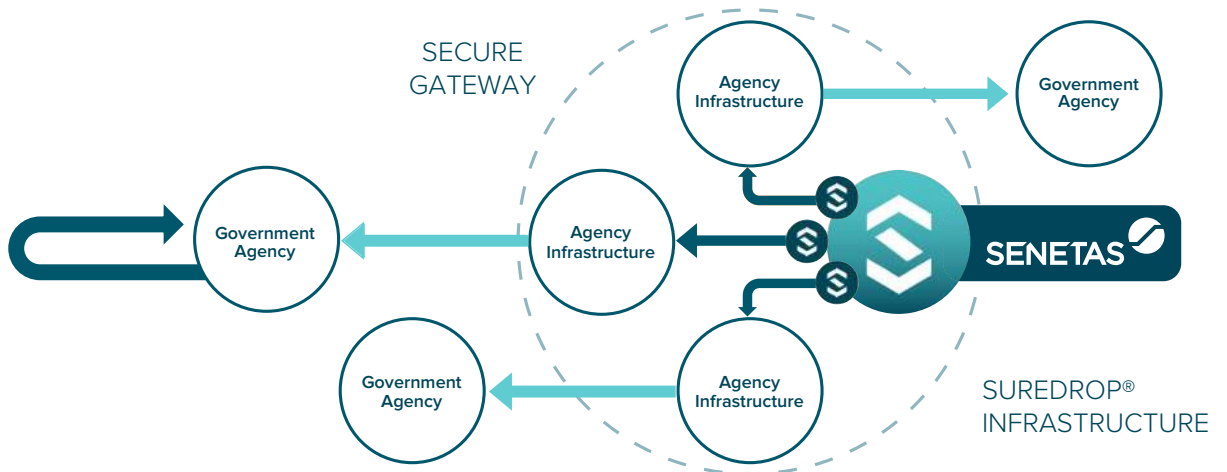 SECURE
GATEWAY
Agency
Infrastructure
Government
Agency
Government
Agency
Agency
Infrastructure
SENETAS
Government
Agency
Agency
Infrastructure
SUREDROP®
INFRASTRUCTURE